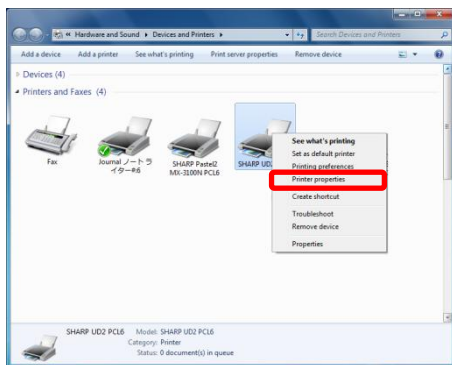 « Hardware and Sound ▸ Devices and Printers ▸
Search Devices and Printers
Add a device Add a printer See what's printing Print server properties Remove device
Devices (4)
Printers and Faxes (4)
Fax
Journal ノート ラ
イター#6
SHARP Pastel2
MX-3100N PCL6
SHARP UD2
See what's printing
Set as default printer
Printing preferences
Printer properties
Create shortcut
Troubleshoot
Remove device
Properties
SHARP UD2 PCL6 Model: SHARP UD2 PCL6
Category: Printer
Status: 0 document(s) in queue